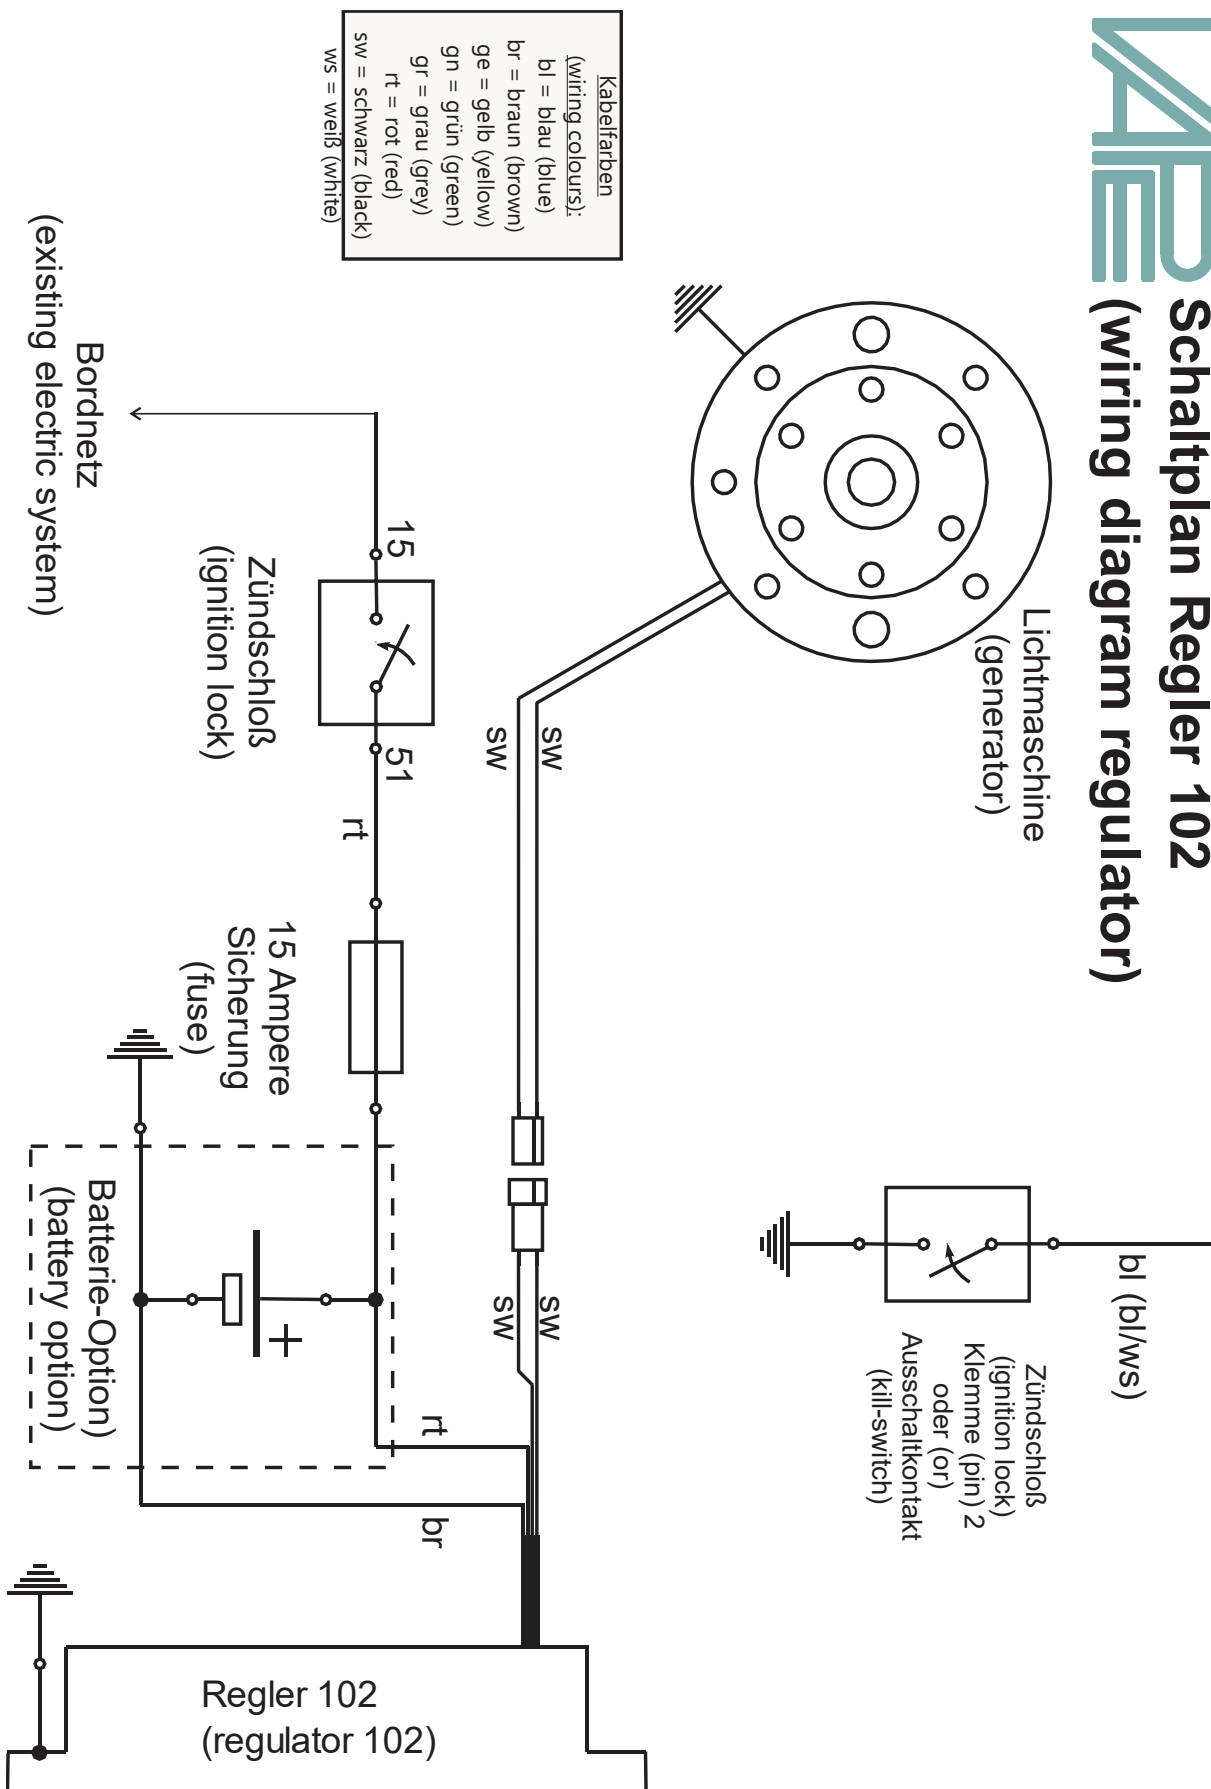 VAPE
Schaltplan Regler 102
(wiring diagram regulator)
Kabelfarben
(wiring colours):
bl = blau (blue)
br = braun (brown)
ge = gelb (yellow)
gn = grün (green)
gr = grau (grey)
rt = rot (red)
sw = schwarz (black)
ws = weiß (white)
Lichtmaschine
(generator)
sw
sw
sw
sw
bl (bl/ws)
Zündschloß
(ignition lock)
Klemme (pin) 2
oder (or)
Ausschaltkontakt
(kill-switch)
Bordnetz
(existing electric system)
15
Zündschloß
(ignition lock)
51
rt
15 Ampere
Sicherung
(fuse)
+
Batterie-Option)
(battery option)
rt
br
Regler 102
(regulator 102)